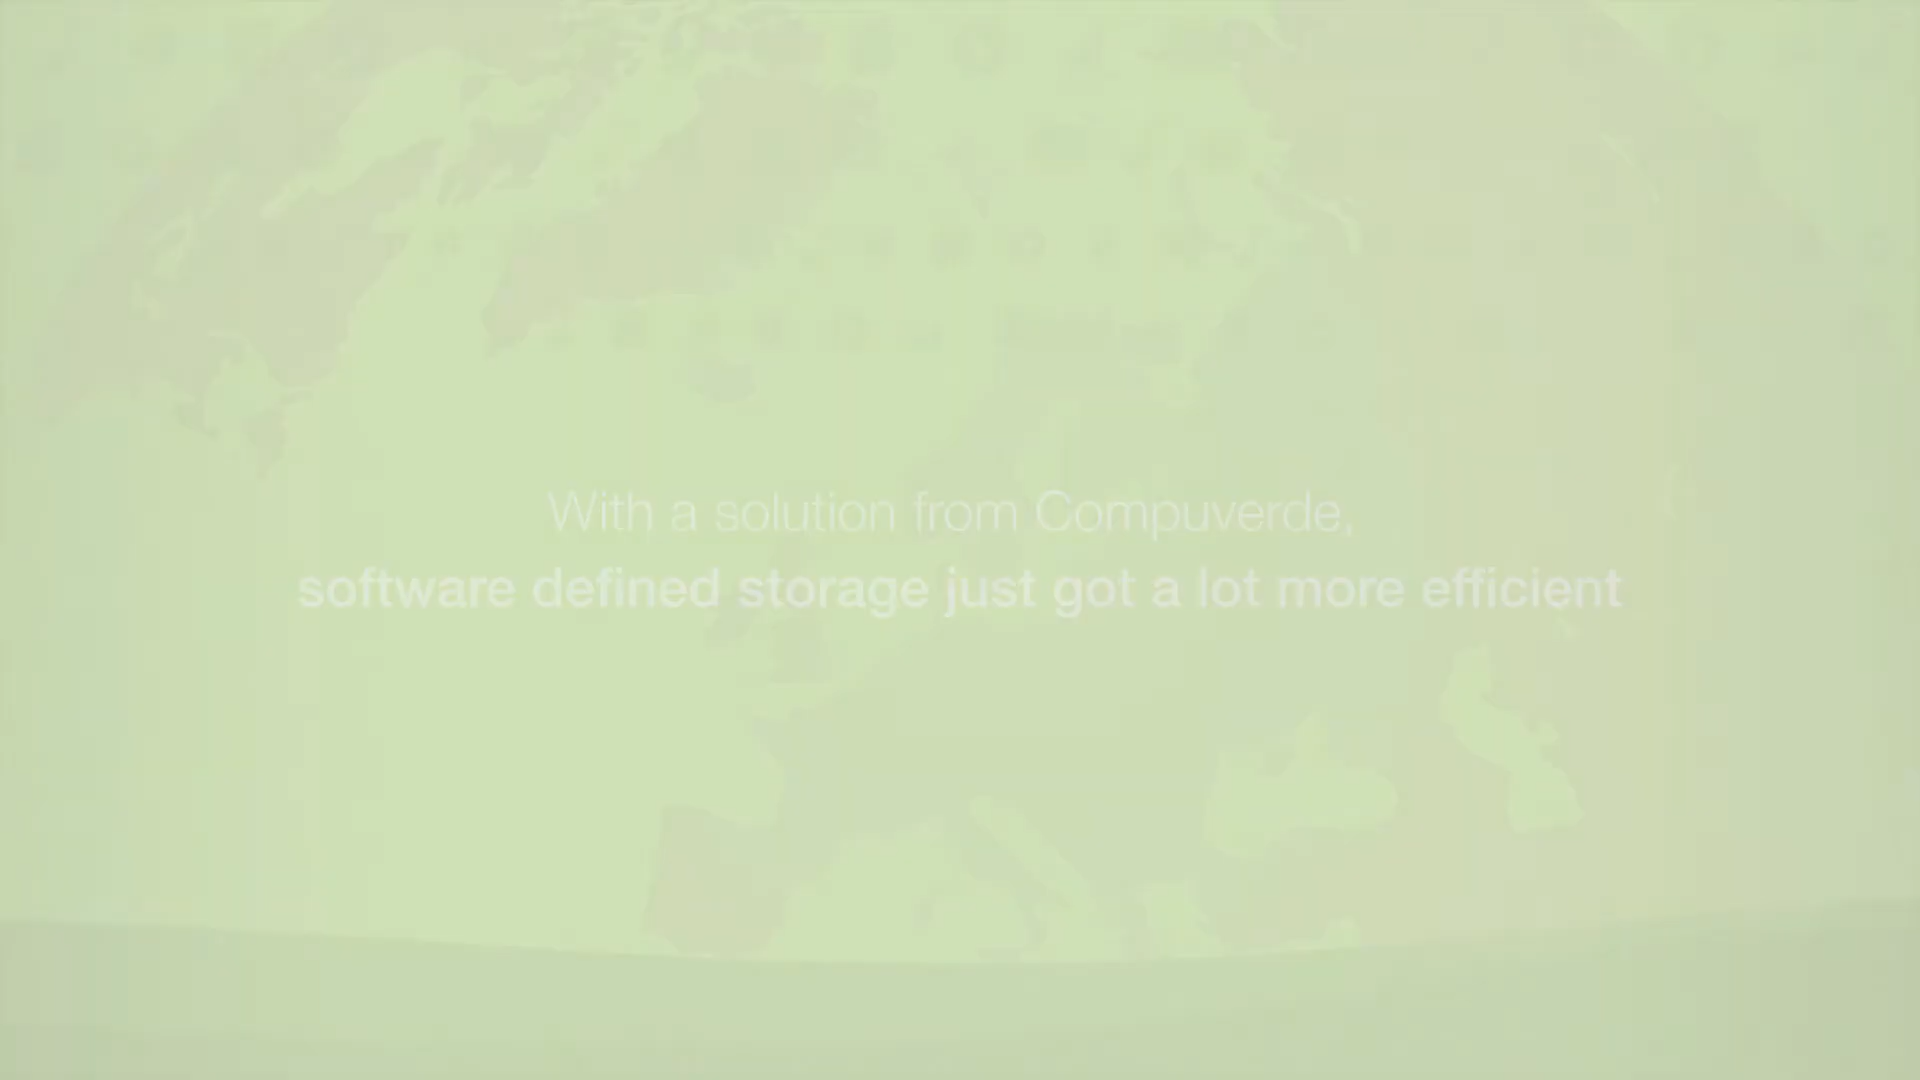 With a solution from Compuverde,
software defined storage just got a lot more efficient